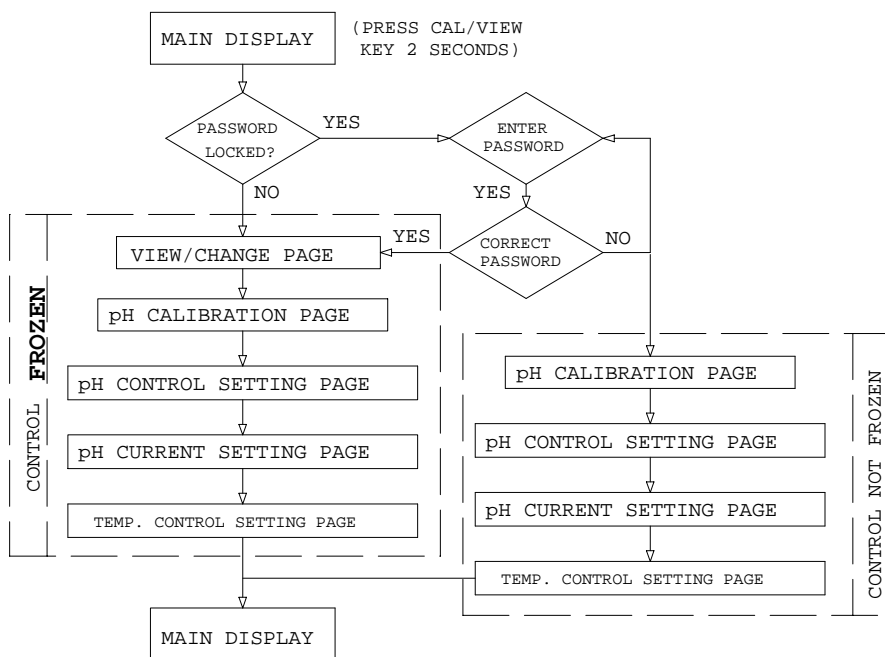 MAIN DISPLAY
(PRESS CAL/VIEW
KEY 2 SECONDS)
PASSWORD
LOCKED?
YES
ENTER
PASSWORD
NO
YES
VIEW/CHANGE PAGE
YES
CORRECT
PASSWORD
NO
pH CALIBRATION PAGE
pH CONTROL SETTING PAGE
pH CURRENT SETTING PAGE
TEMP. CONTROL SETTING PAGE
CONTROL FROZEN
pH CALIBRATION PAGE
pH CONTROL SETTING PAGE
pH CURRENT SETTING PAGE
TEMP. CONTROL SETTING PAGE
CONTROL NOT FROZEN
MAIN DISPLAY